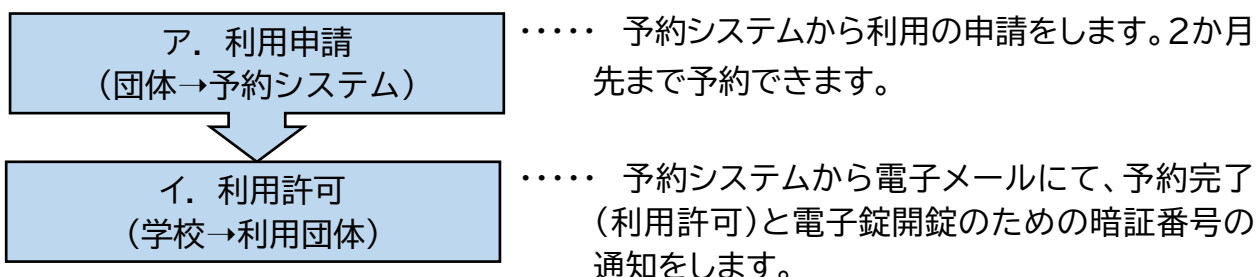 ア. 利用申請
(団体→予約システム)
‥‥‥ 予約システムから利用の申請をします。2か月
先まで予約できます。
イ. 利用許可
(学校→利用団体)
‥‥‥ 予約システムから電子メールにて、予約完了
(利用許可)と電子錠開錠のための暗証番号の
通知をします。